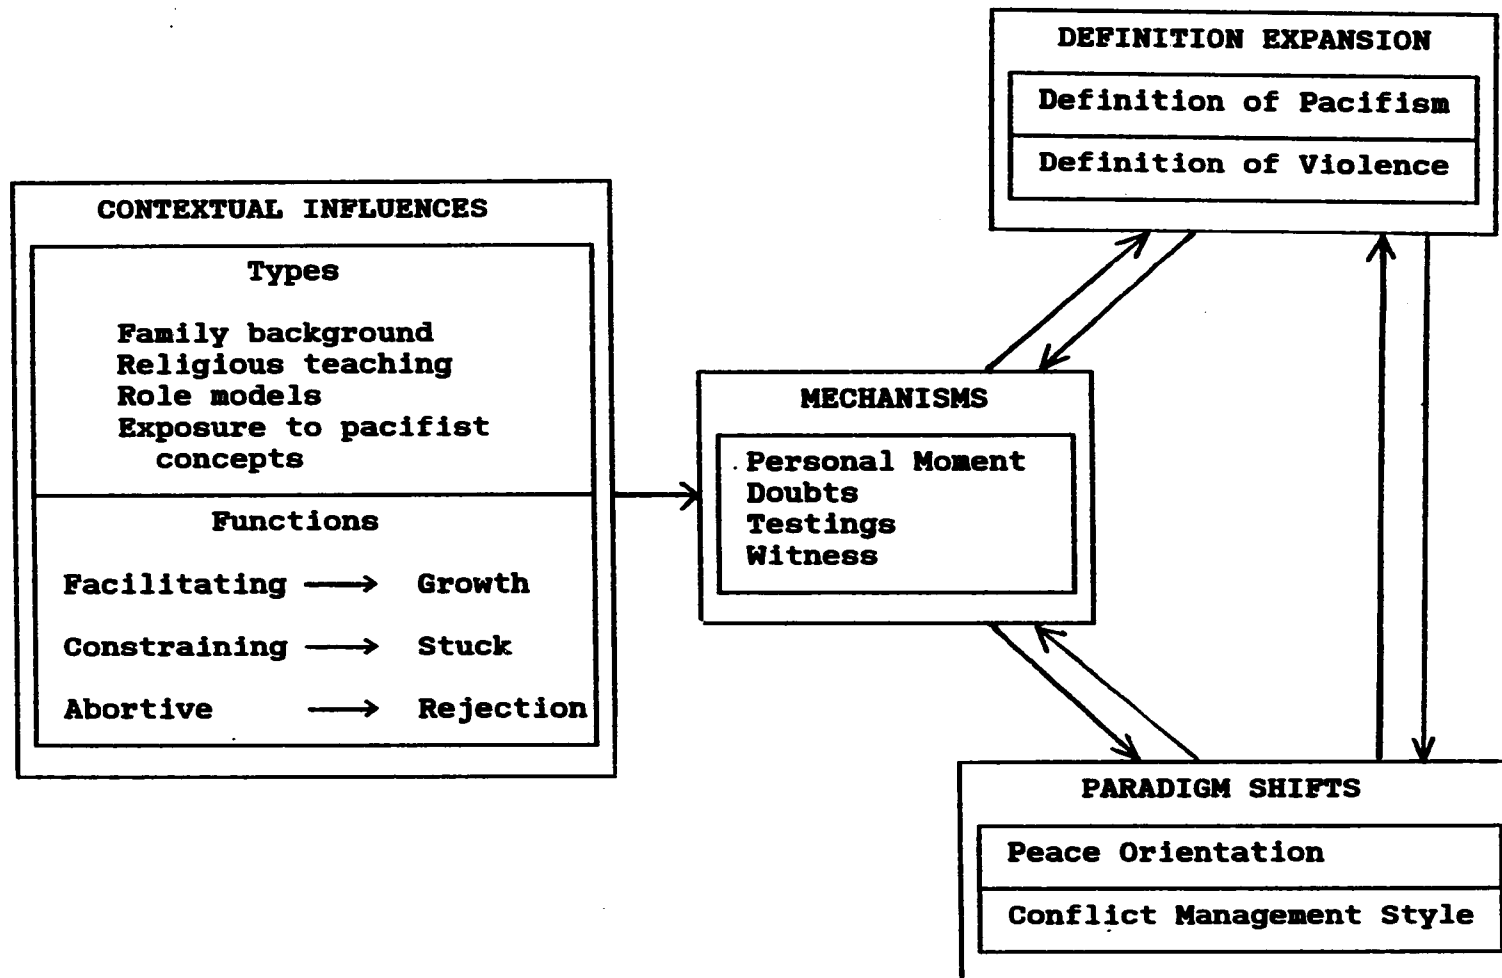 DEFINITION EXPANSION
Definition of Pacifism
Definition of Violence
CONTEXTUAL INFLUENCES
Types
Family background
Religious teaching
Role models
Exposure to pacifist
concepts
Functions
Facilitating → Growth
Constraining → Stuck
Abortive → Rejection
MECHANISMS
Personal Moment
Doubts
Testings
Witness
PARADIGM SHIFTS
Peace Orientation
Conflict Management Style